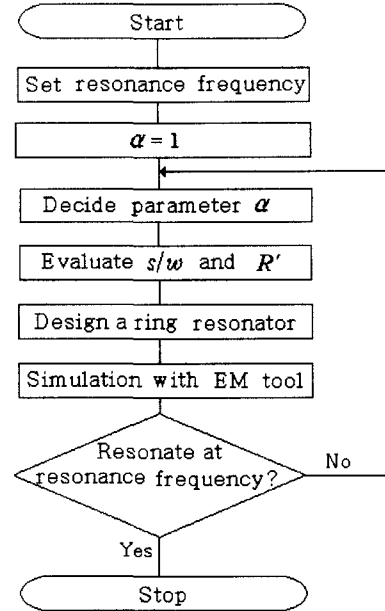 Start
Set resonance frequency
α = 1
Decide parameter α
Evaluate s/w and R'
Design a ring resonator
Simulation with EM tool
Resonate at
resonance frequency?
No
Yes
Stop